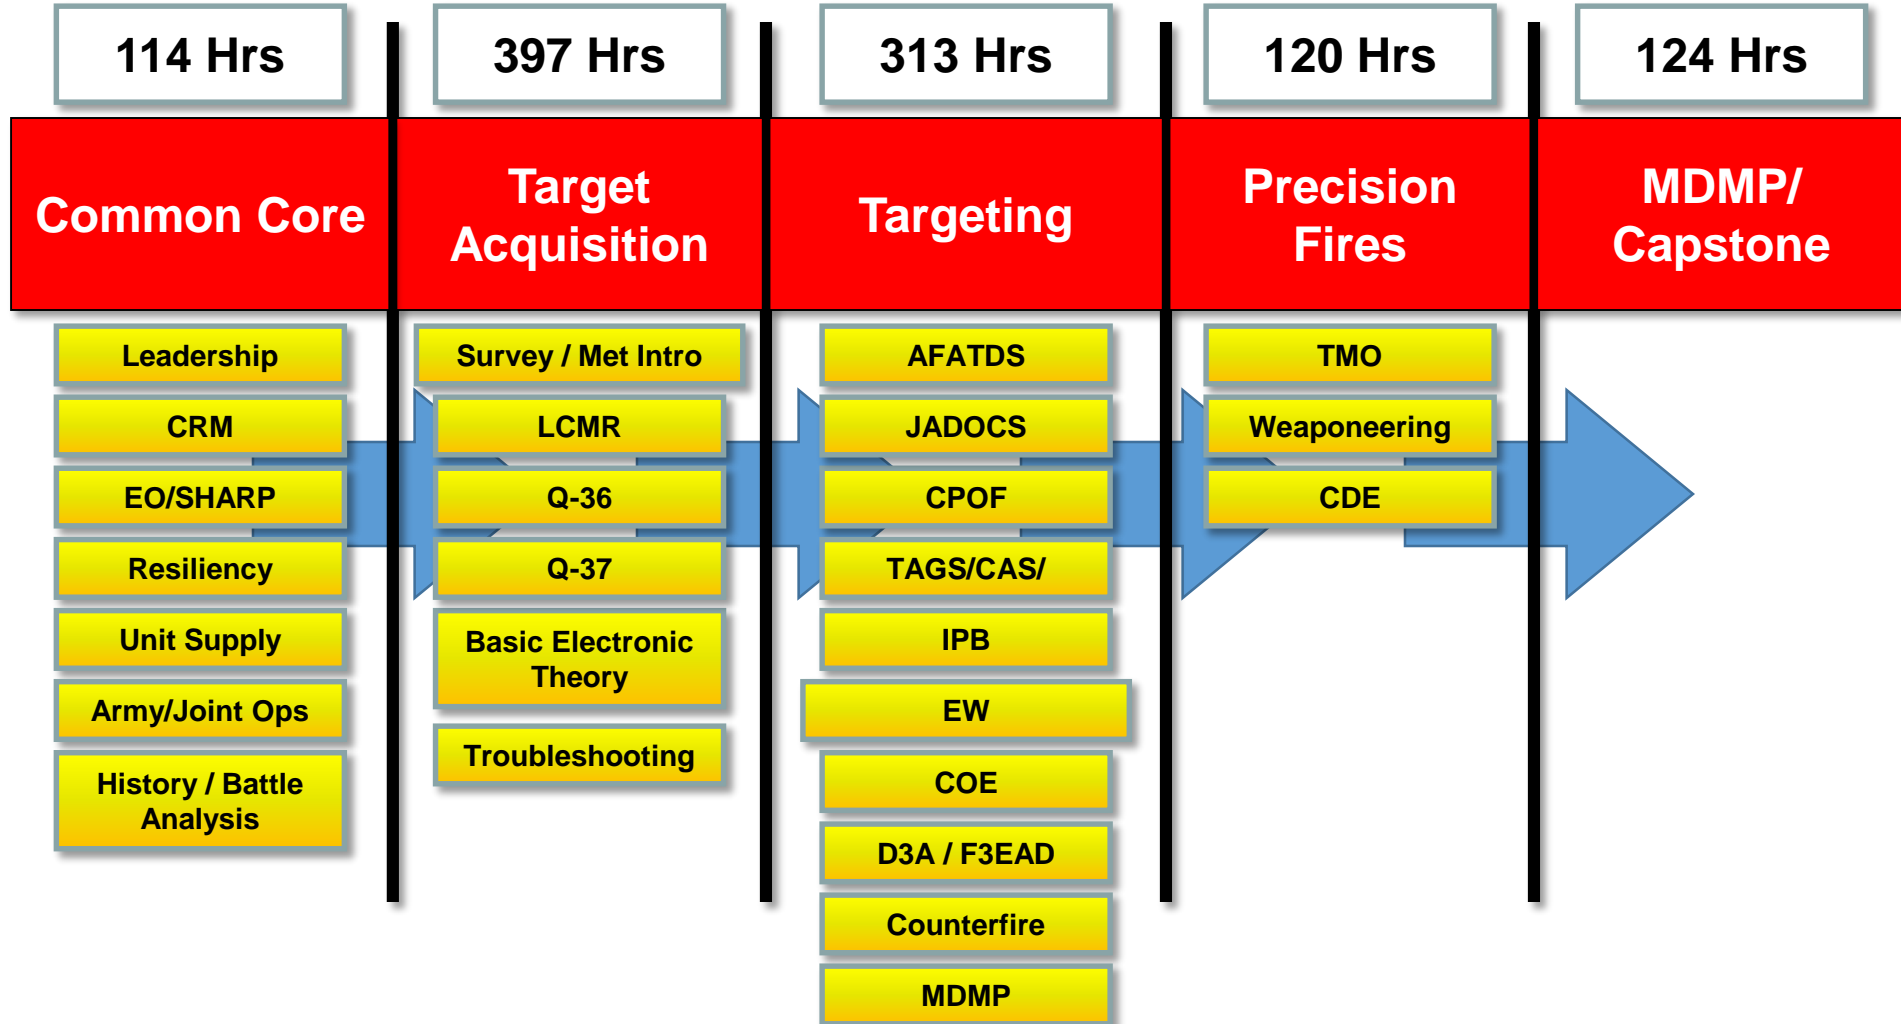 114 Hrs
397 Hrs
313 Hrs
120 Hrs
124 Hrs
Common Core
Target
Acquisition
Targeting
Precision
Fires
MDMP/
Capstone
Leadership
CRM
EO/SHARP
Resiliency
Unit Supply
Army/Joint Ops
History / Battle
Analysis
Survey / Met Intro
LCMR
Q-36
Q-37
Basic Electronic
Theory
Troubleshooting
AFATDS
JADOCS
CPOF
TAGS/CAS/
IPB
EW
COE
D3A / F3EAD
Counterfire
MDMP
TMO
Weaponeering
CDE